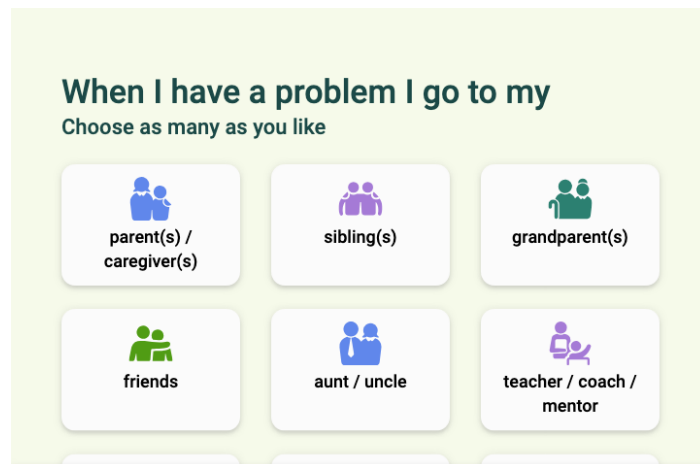 When I have a problem I go to my
Choose as many as you like
parent(s) /
caregiver(s)
sibling(s)
grandparent(s)
friends
aunt / uncle
teacher / coach /
mentor